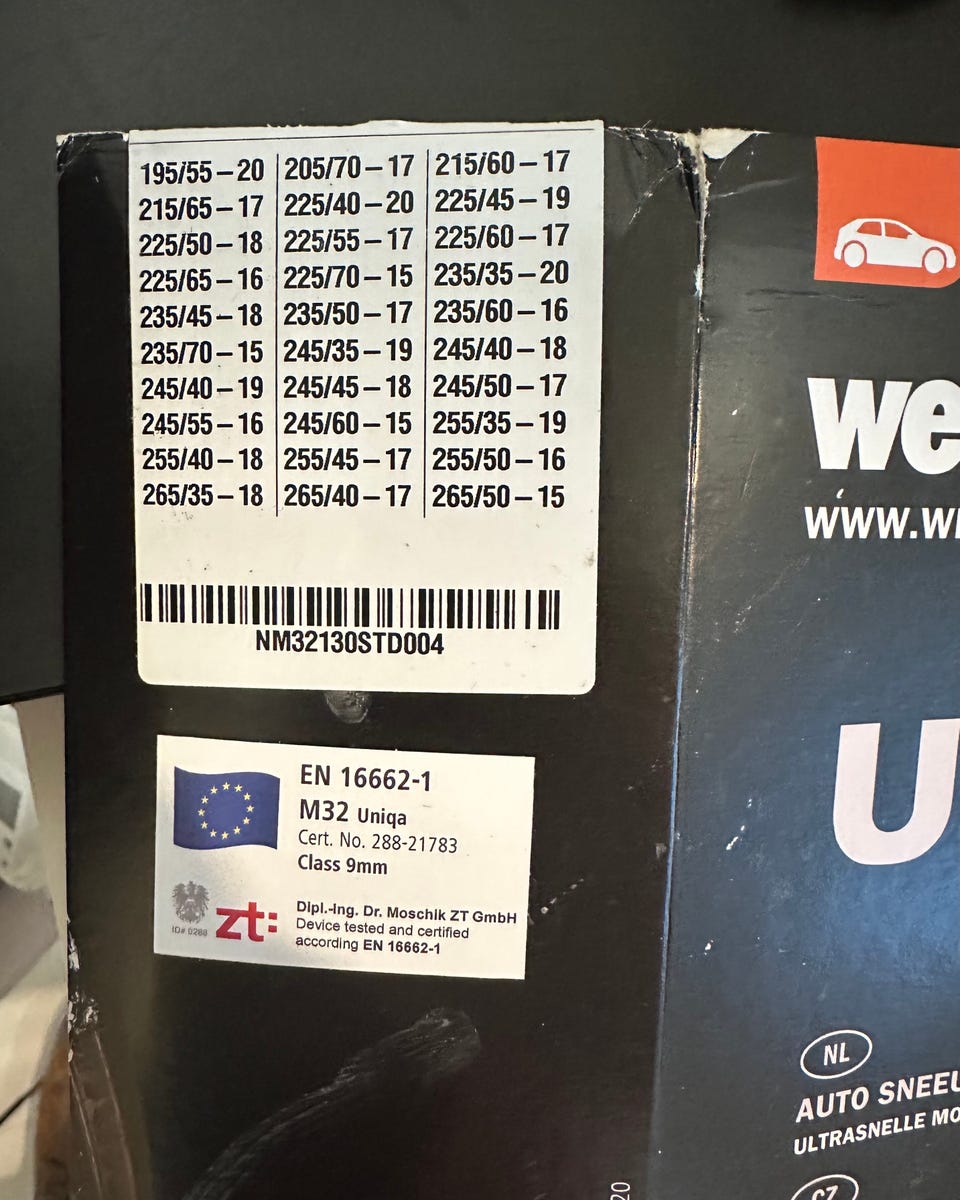 195/55 – 20 205/70 – 17 215/60 – 17
215/65 – 17 225/40 – 20 225/45 – 19
225/50 – 18 225/55 – 17 225/60 – 17
225/65 – 16 225/70 – 15 235/35 – 20
235/45 – 18 235/50 – 17 235/60 – 16
235/70 – 15 245/35 – 19 245/40 – 18
245/40 – 19 245/45 – 18 245/50 – 17
245/55 – 16 245/60 – 15 255/35 – 19
255/40 – 18 255/45 – 17 255/50 – 16
265/35 – 18 265/40 – 17 265/50 – 15
NM32130STD004
EN 16662-1
M32 Uniqa
Cert. No. 288-21783
Class 9mm
ID# 0288
zt:
Dipl.-Ing. Dr. Moschik ZT GmbH
Device tested and certified
according EN 16662-1
we
www.w
U
NL
AUTO SNEEU
ULTRASNELLE MO
CZ
20